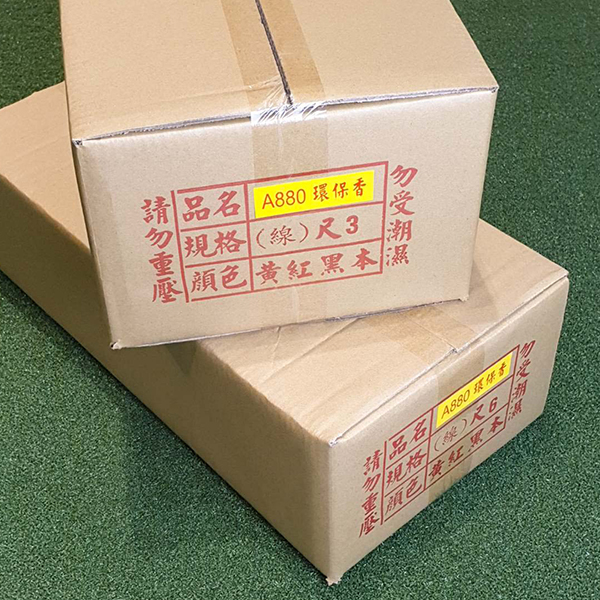 請勿重壓
品名 A880 環保香
規格 (線)尺3
顏色 黃紅黑本
勿受潮濕
請勿重壓
品名 A880 環保香
規格 (線)尺6
顏色 黃紅黑本
勿受潮濕